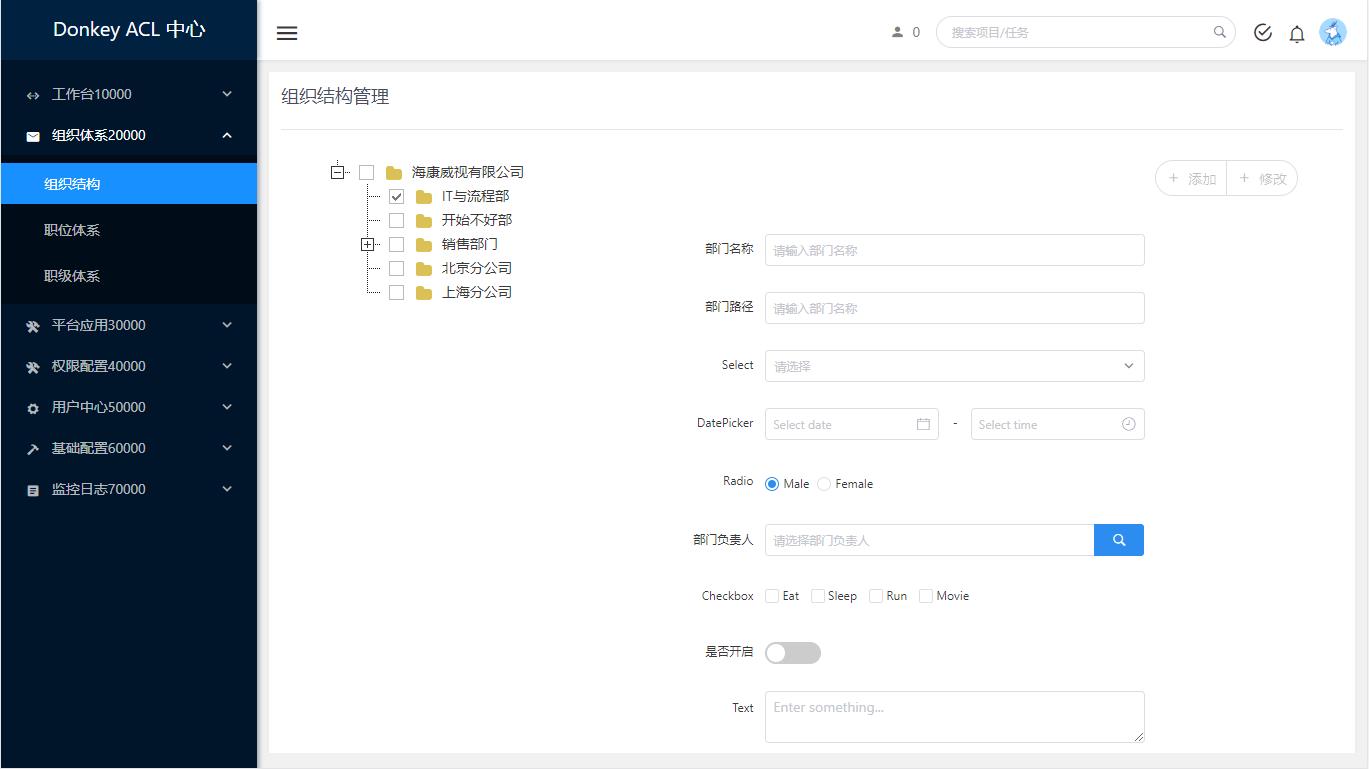 Donkey ACL 中心
0
搜索项目/任务
工作台10000
组织体系20000
组织结构
职位体系
职级体系
平台应用30000
权限配置40000
用户中心50000
基础配置60000
监控日志70000
组织结构管理
海康威视有限公司
IT与流程部
开始不好部
销售部门
北京分公司
上海分公司
+ 添加
+ 修改
部门名称 请输入部门名称
部门路径 请输入部门名称
Select 请选择
DatePicker Select date - Select time
Radio Male Female
部门负责人 请选择部门负责人
Checkbox Eat Sleep Run Movie
是否开启
Text Enter something...